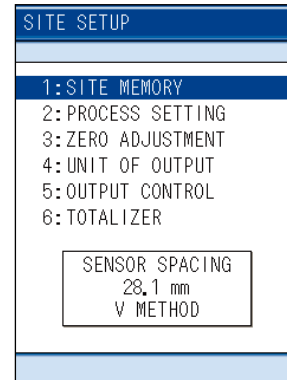 SITE SETUP
1:SITE MEMORY
2:PROCESS SETTING
3:ZERO ADJUSTMENT
4:UNIT OF OUTPUT
5:OUTPUT CONTROL
6:TOTALIZER
SENSOR SPACING
28.1 mm
V METHOD